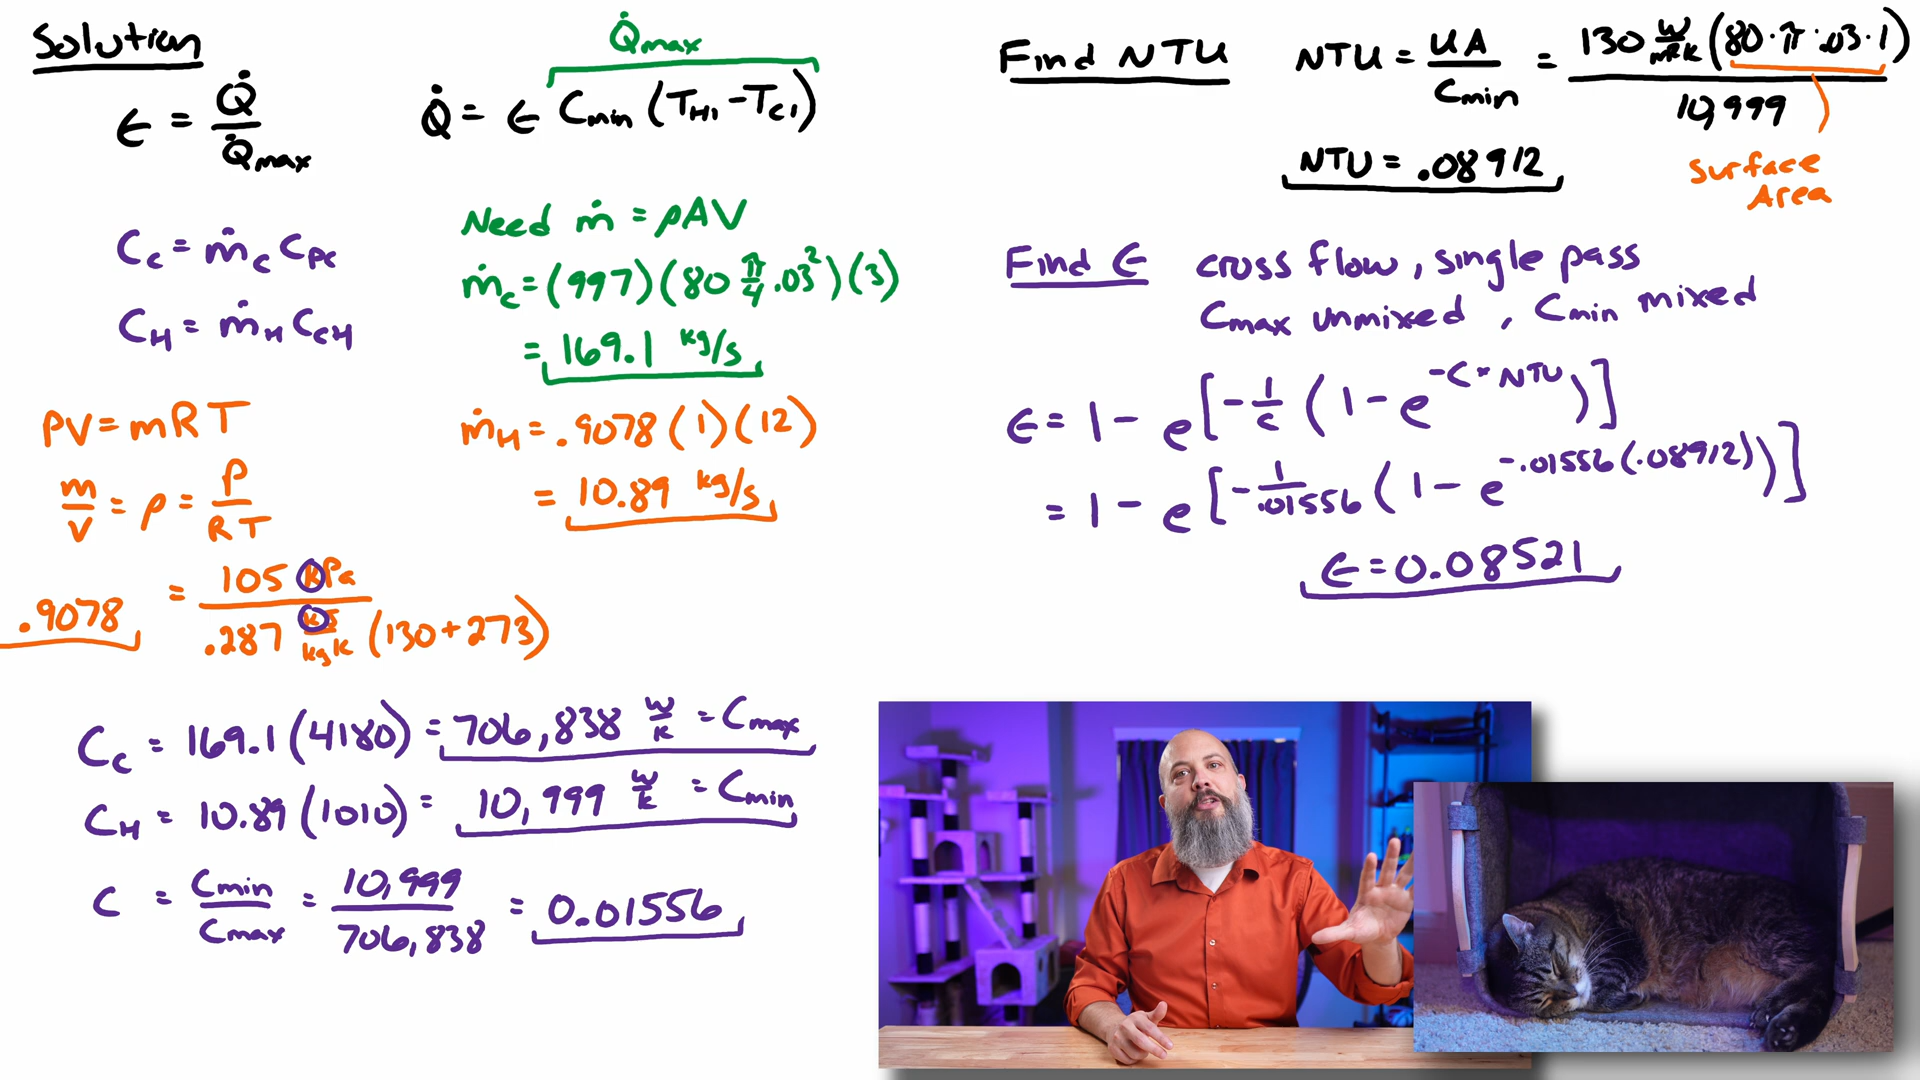 Solution
ϵ = Q̇ / Q̇max
Q̇max
Q̇ = ϵ Cmin (TH1 - TC1)
Cc = ṁc Cpc
CH = ṁH CCH
Need ṁ = ρAV
ṁc = (997)(80 π/4 .03²)(3)
= 169.1 kg/s
PV = mRT
m/V = ρ = P/RT
= 105 kPa / .287 kJ/kgK (130+273)
.9078
ṁH = .9078(1)(12)
= 10.89 kg/s
Cc = 169.1(4180) = 706,838 W/K = Cmax
CH = 10.89(1010) = 10,999 W/K = Cmin
C = Cmin/Cmax = 10,999/706,838 = 0.01556
Find NTU NTU = UA/Cmin = 130 W/m²K (80·π·.03·1) / 10,999
NTU = .08912
Surface
Area
Find ϵ cross flow, single pass
Cmax unmixed, Cmin mixed
ϵ = 1 - e[-1/c (1 - e^-C*NTU)]
= 1 - e[-1/.01556 (1 - e^-.01556(.08912))]
ϵ = 0.08521